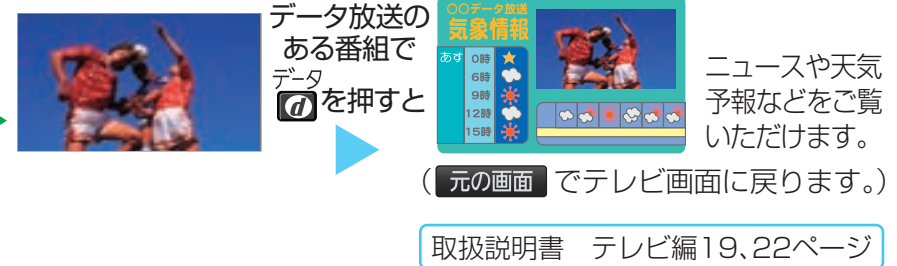 データ放送の
ある番組で
データ
dを押すと
○○データ放送
気象情報
あす
0時
6時
9時
12時
15時
ニュースや天気
予報などをご覧
いただけます。
（元の画面 でテレビ画面に戻ります。）
取扱説明書　テレビ編19、22ページ